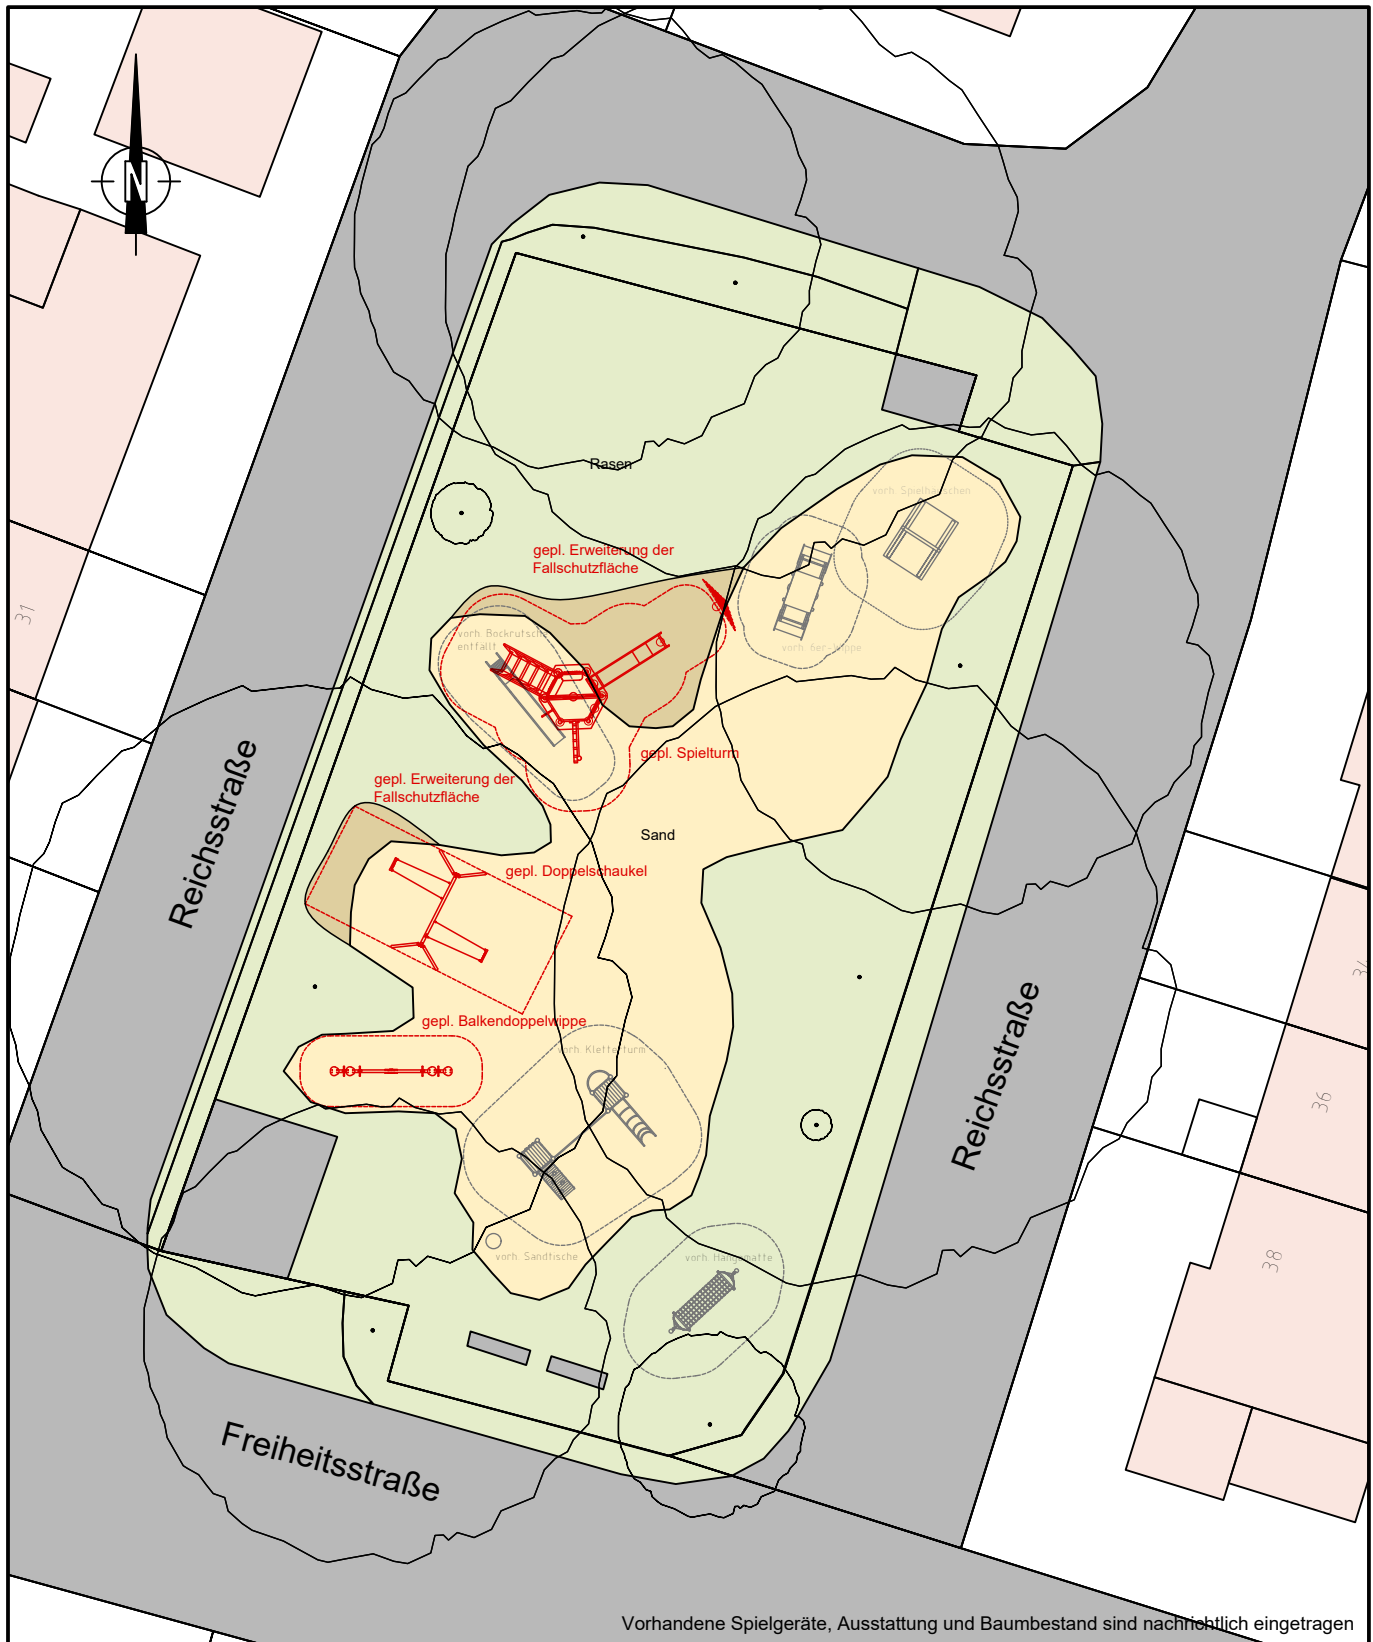 N
Rasen
vorh. Spielhäuschen
gepl. Erweiterung der
Fallschutzfläche
vorh. Bockrutsche
entfällt
vorh. 6er-Wippe
31
gepl. Spielturm
gepl. Erweiterung der
Fallschutzfläche
Sand
Reichsstraße
gepl. Doppelschaukel
34
gepl. Balkendoppelwippe
vorh. Kletterturm
Reichsstraße
36
vorh. Sandtische
vorh. Hängematte
38
Freiheitsstraße
Vorhandene Spielgeräte, Ausstattung und Baumbestand sind nachrichtlich eingetragen